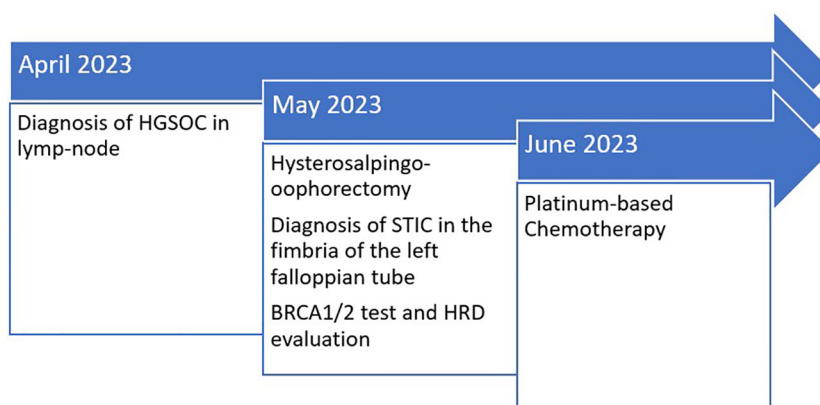 April 2023
Diagnosis of HGSOC in
lymp-node
May 2023
Hysterosalpingo-
oophorectomy
Diagnosis of STIC in the
fimbria of the left
falloppian tube
BRCA1/2 test and HRD
evaluation
June 2023
Platinum-based
Chemotherapy